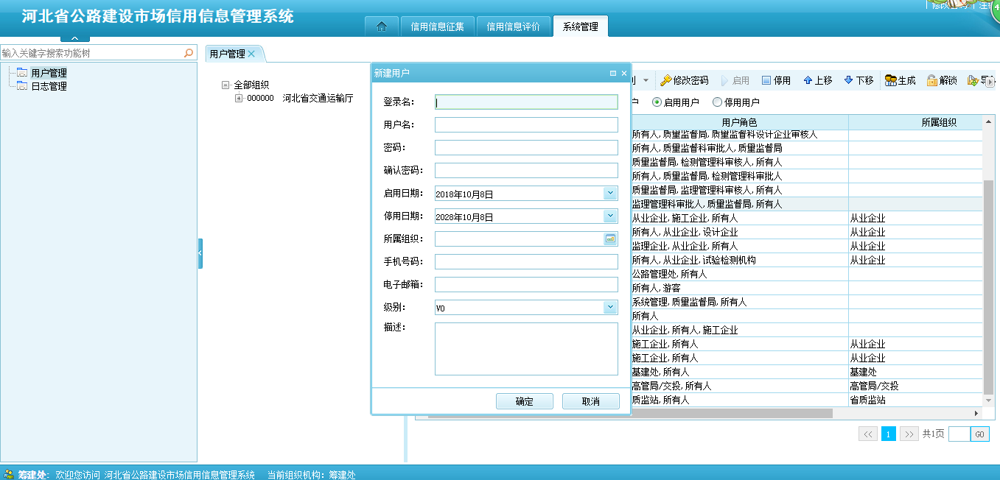 河北省公路建设市场信用信息管理系统
信用信息征集 信用信息评价 系统管理
输入关键字搜索功能树
用户管理
日志管理
用户管理
全部组织
000000 河北省交通运输厅
修改密码 启用 停用 上移 下移 生成 解锁
启用用户 停用用户
新建用户
登录名:
用户名:
密码:
确认密码:
启用日期: 2018年10月8日
停用日期: 2028年10月8日
所属组织:
手机号码:
电子邮箱:
级别: V0
描述:
确定 取消
用户角色 所属组织
所有人,质量监督局,质量监督科设计企业审核人
所有人,质量监督科审批人,质量监督局
质量监督局,检测管理科审核人,所有人
所有人,质量监督局,检测管理科审批人
质量监督局,监理管理科审核人,所有人
监理管理科审批人,质量监督局,所有人
从业企业,施工企业,所有人 从业企业
所有人,从业企业,设计企业 从业企业
监理企业,从业企业,所有人 从业企业
所有人,从业企业,试验检测机构 从业企业
公路管理处,所有人
所有人,游客
系统管理,质量监督局,所有人
所有人
从业企业,所有人,施工企业
施工企业,所有人 从业企业
施工企业,所有人 从业企业
基建处,所有人 基建处
高管局/交投,所有人 高管局/交投
质监站,所有人 省质监站
<< 1 >> 共1页 GO
筹建处: 欢迎您访问 河北省公路建设市场信用信息管理系统 当前组织机构: 筹建处